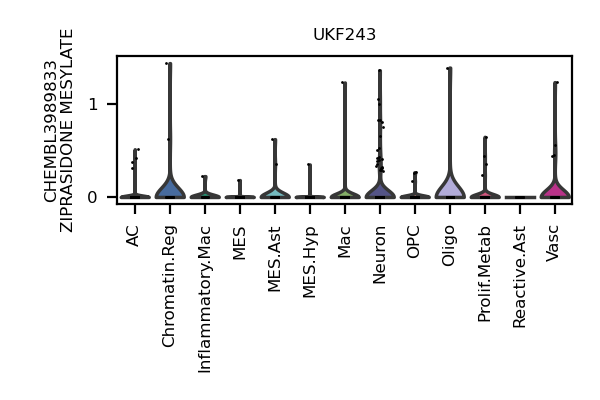 UKF243
CHEMBL3989833
ZIPRASIDONE MESYLATE
1
0
AC
Chromatin.Reg
Inflammatory.Mac
MES
MES.Ast
MES.Hyp
Mac
Neuron
OPC
Oligo
Prolif.Metab
Reactive.Ast
Vasc